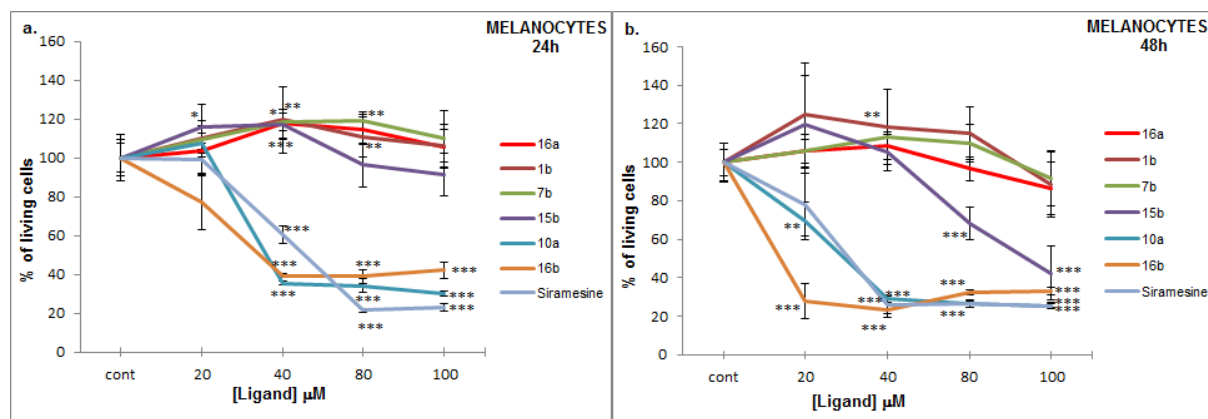 a.
MELANOCYTES
24h
160
140
120
100
80
60
40
20
0
% of living cells
cont
20
40
80
100
[Ligand] µM
*
*
**
***
***
**
***
***
***
***
***
***
***
***
***
16a
1b
7b
15b
10a
16b
Siramesine
b.
MELANOCYTES
48h
160
140
120
100
80
60
40
20
0
% of living cells
cont
20
40
80
100
[Ligand] µM
**
**
***
***
***
***
***
***
***
***
***
***
***
16a
1b
7b
15b
10a
16b
Siramesine